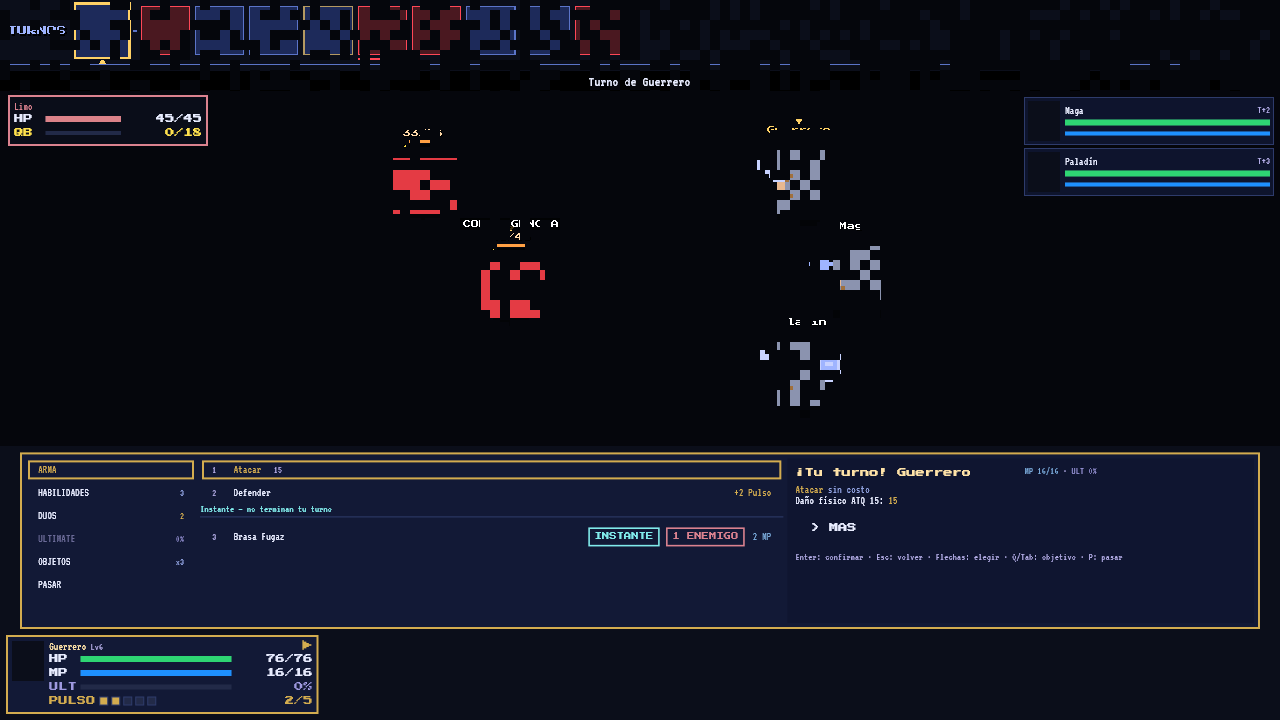 TURNOS
Turno de Guerrero
Limo
HP 45/45
QB 0/18
Maga T+2
Paladin T+3
Mag
ARMA
HABILIDADES 3
DUOS 2
ULTIMATE 0%
OBJETOS x3
PASAR
1 Atacar 15
2 Defender +2 Pulso
Instante — no terminan tu turno
3 Brasa Fugaz INSTANTE 1 ENEMIGO 2 MP
¡Tu turno! Guerrero MP 16/16 · ULT 0%
Atacar sin costo
Daño físico ATQ 15: 15
> MAS
Enter: confirmar · Esc: volver · Flechas: elegir · Q/Tab: objetivo · P: pasar
Guerrero Lv6
HP 76/76
MP 16/16
ULT 0%
PULSO 2/5